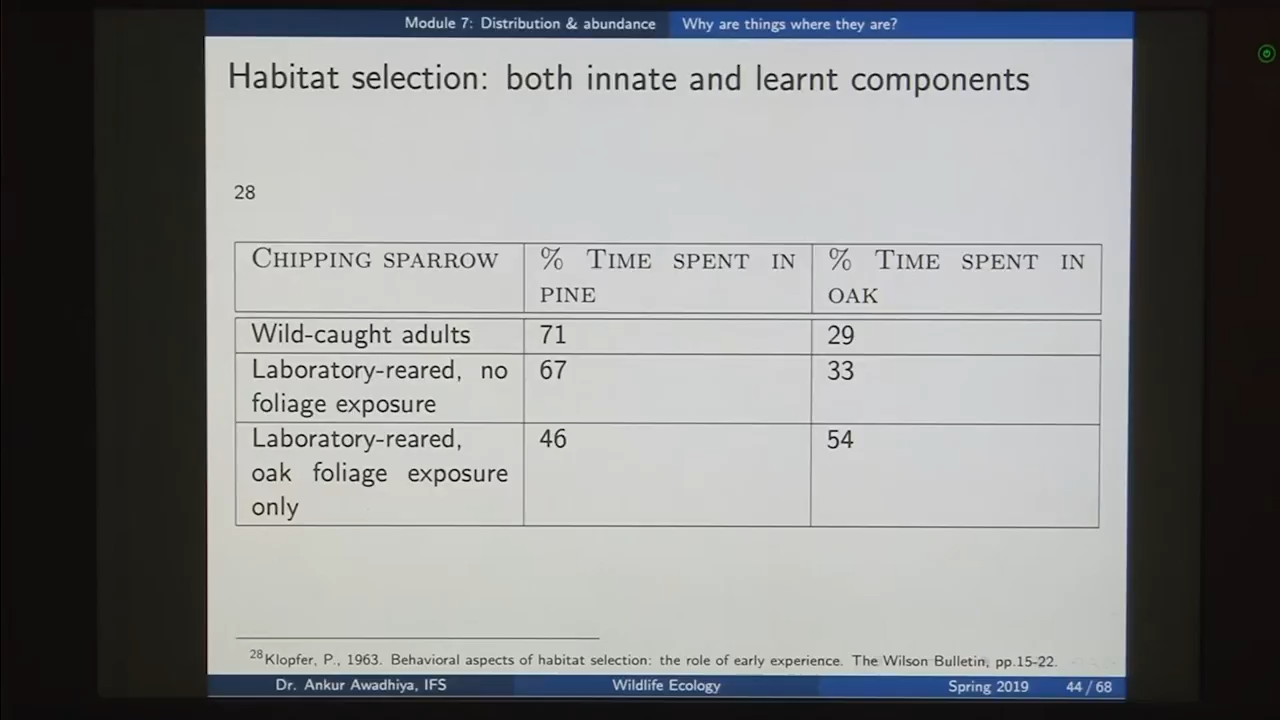 Module 7: Distribution & abundance Why are things where they are?
Habitat selection: both innate and learnt components
28
CHIPPING SPARROW % TIME SPENT IN PINE % TIME SPENT IN OAK
Wild-caught adults 71 29
Laboratory-reared, no foliage exposure 67 33
Laboratory-reared, oak foliage exposure only 46 54
28Klopfer, P., 1963. Behavioral aspects of habitat selection: the role of early experience. The Wilson Bulletin, pp.15-22.
Dr. Ankur Awadhiya, IFS Wildlife Ecology Spring 2019 44 / 68